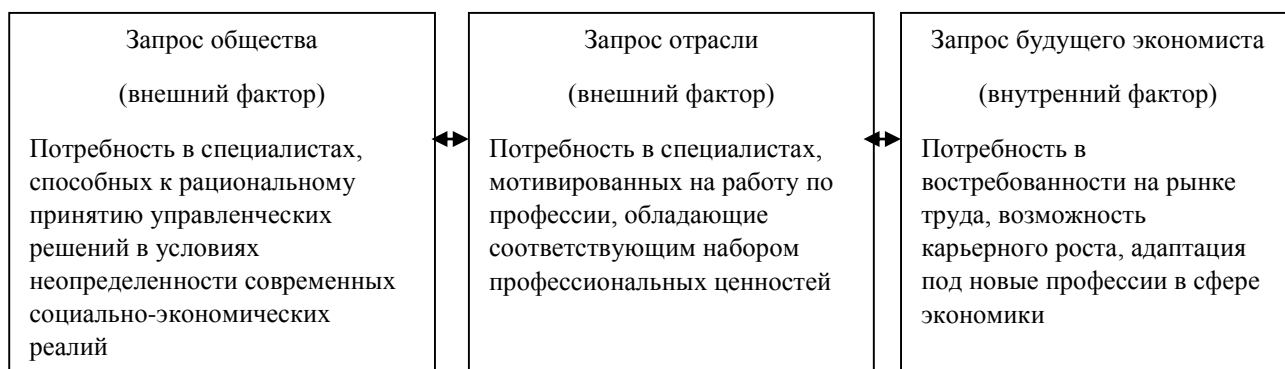 Запрос общества
(внешний фактор)
Потребность в специалистах,
способных к рациональному
принятию управленческих
решений в условиях
неопределенности современных
социально-экономических
реалий
Запрос отрасли
(внешний фактор)
Потребность в специалистах,
мотивированных на работу по
профессии, обладающие
соответствующим набором
профессиональных ценностей
Запрос будущего экономиста
(внутренний фактор)
Потребность в
востребованности на рынке
труда, возможность
карьерного роста, адаптация
под новые профессии в сфере
экономики